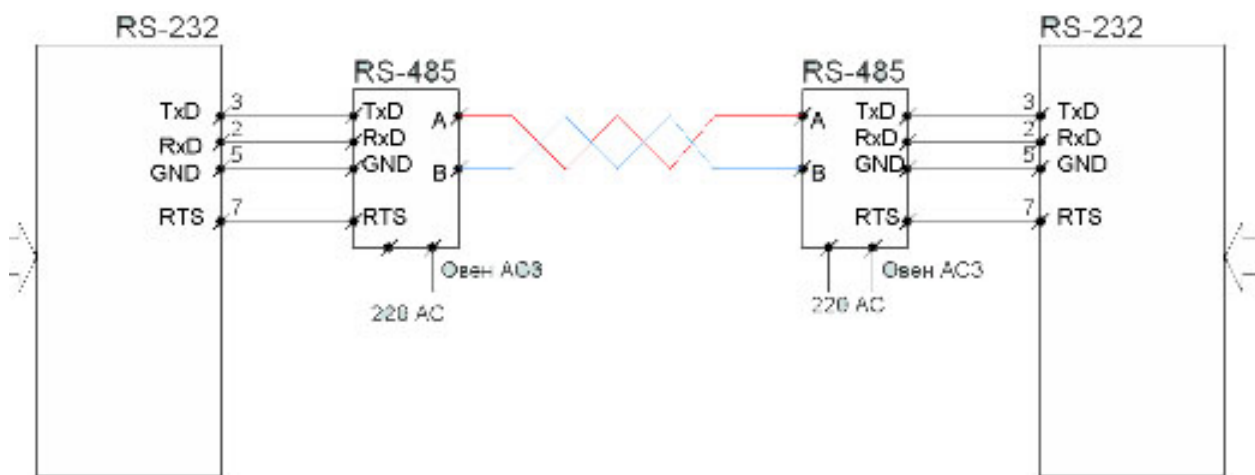 RS-232
RS-232
RS-485
RS-485
TxD 3 TxD A A TxD 3 TxD
RxD 2 RxD RxD 2 RxD
GND 5 GND B B GND 5 GND
RTS 7 RTS RTS 7 RTS
Овен АС3
Овен АС3
220 AC
220 AC